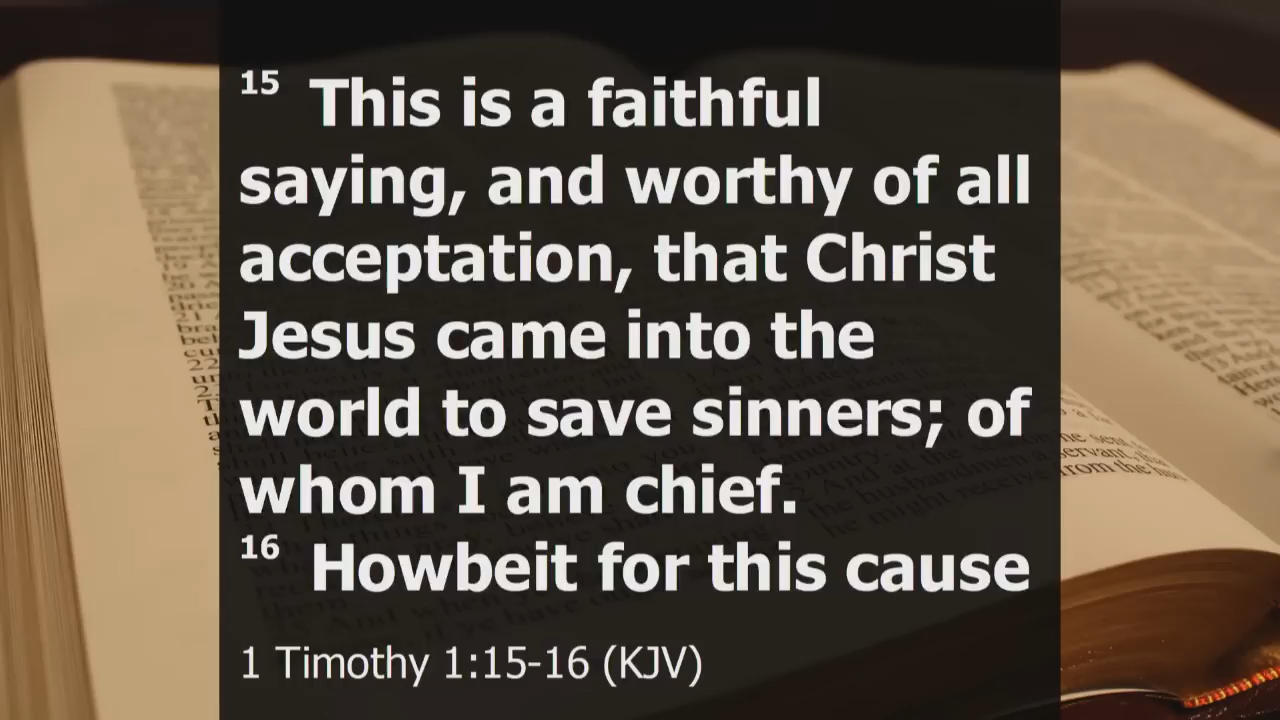 15 This is a faithful
saying, and worthy of all
acceptation, that Christ
Jesus came into the
world to save sinners; of
whom I am chief.
16 Howbeit for this cause
1 Timothy 1:15-16 (KJV)